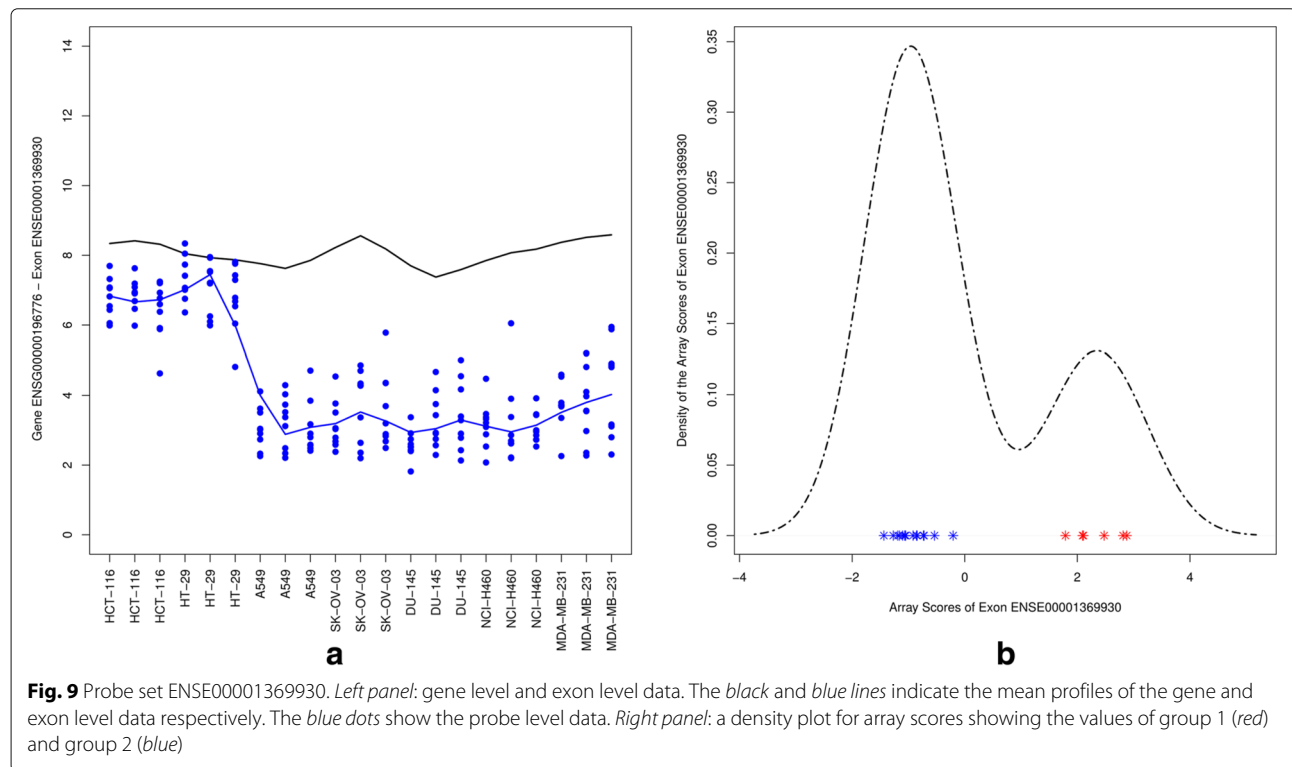 Gene ENSG00000196776 − Exon ENSE00001369930
14
12
10
8
6
4
2
0
HCT−116
HCT−116
HCT−116
HT−29
HT−29
HT−29
A549
A549
A549
SK−OV−03
SK−OV−03
SK−OV−03
DU−145
DU−145
DU−145
NCI−H460
NCI−H460
NCI−H460
MDA−MB−231
MDA−MB−231
MDA−MB−231
a
Density of the Array Scores of Exon ENSE00001369930
0.35
0.30
0.25
0.20
0.15
0.10
0.05
0.00
−4
−2
0
2
4
Array Scores of Exon ENSE00001369930
b
Fig. 9 Probe set ENSE00001369930. Left panel: gene level and exon level data. The black and blue lines indicate the mean profiles of the gene and
exon level data respectively. The blue dots show the probe level data. Right panel: a density plot for array scores showing the values of group 1 (red)
and group 2 (blue)